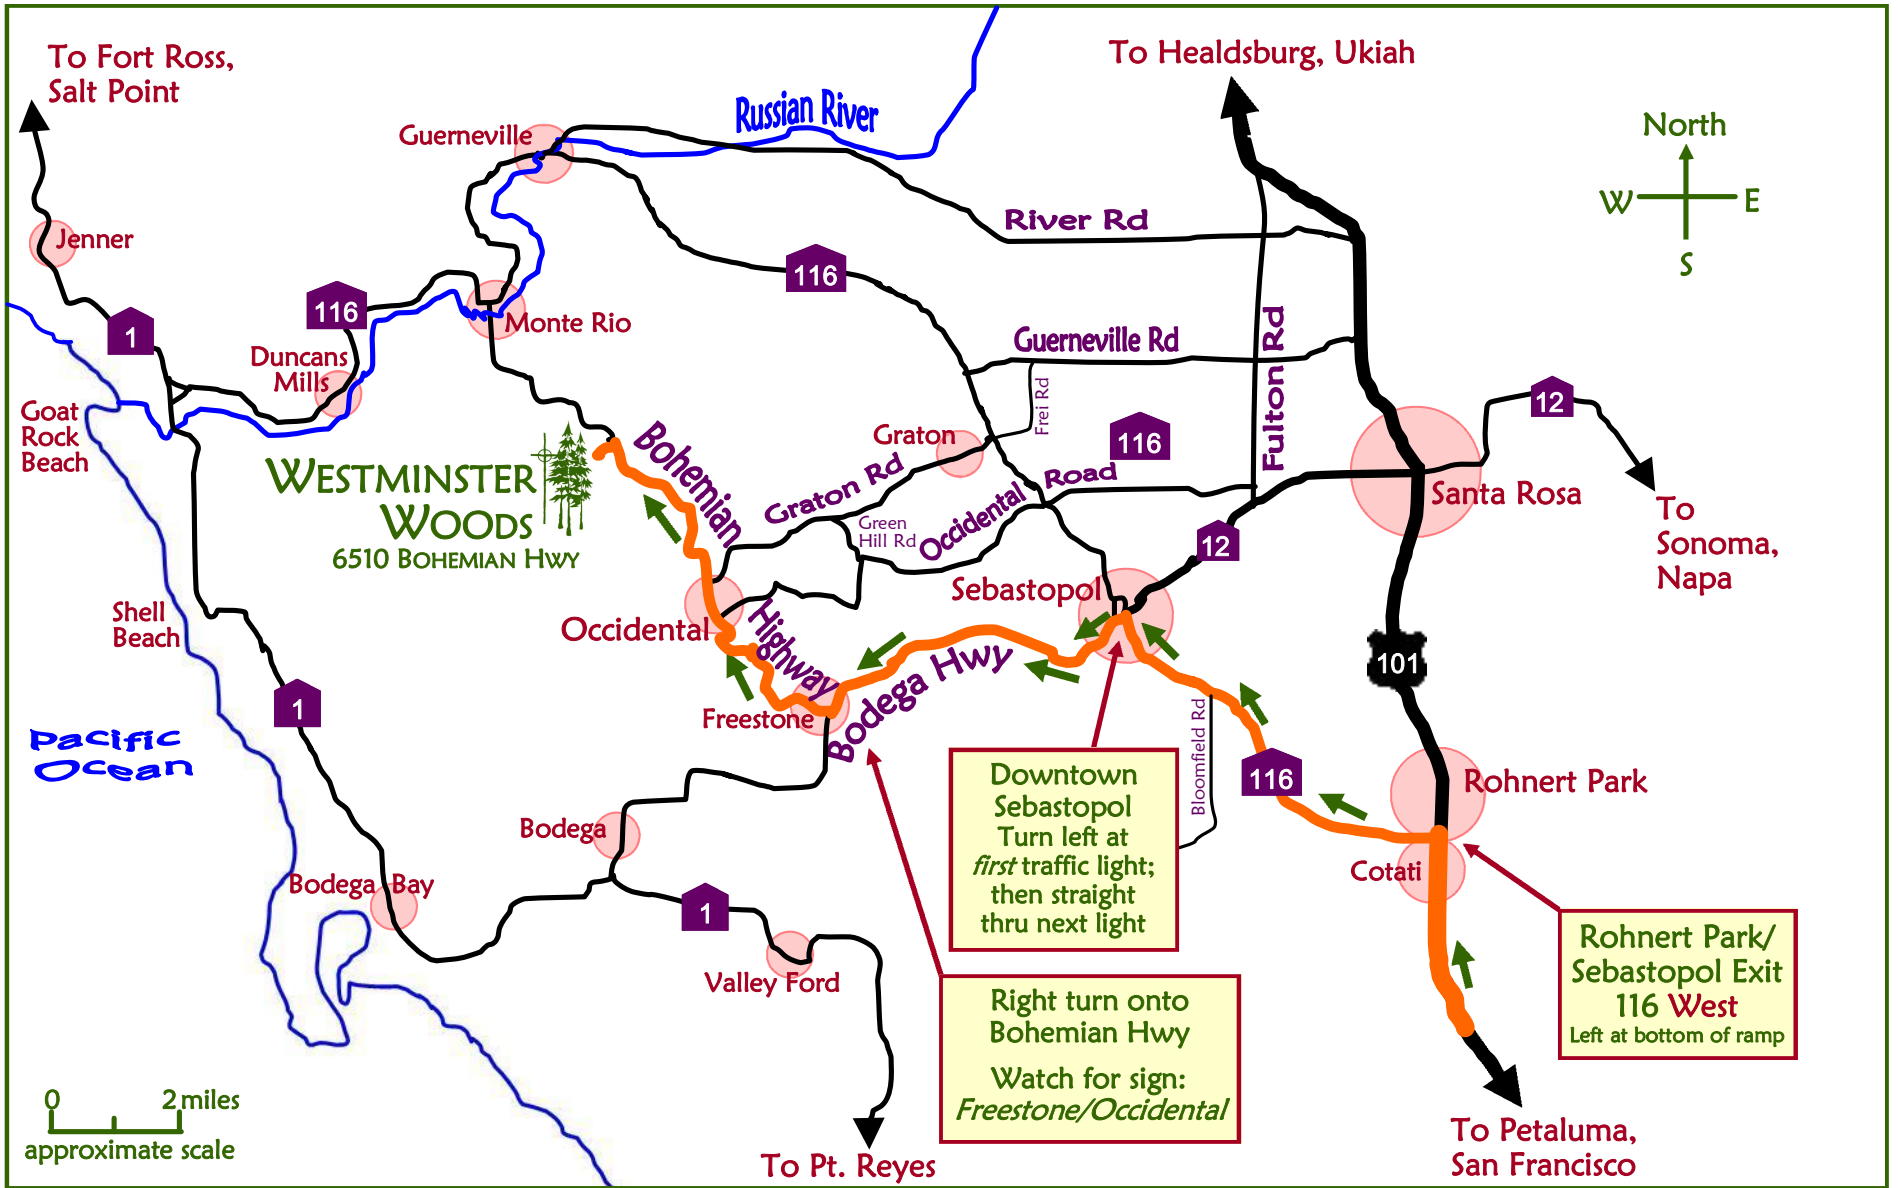 To Fort Ross,
Salt Point
To Healdsburg, Ukiah
Russian River
Guerneville
North
W
E
S
River Rd
Jenner
116
116
1
Monte Rio
Duncans
Mills
Guerneville Rd
Fulton Rd
Frei Rd
12
Goat
Rock
Beach
Bohemian
Highway
Graton
116
Westminster
Woods
6510 Bohemian Hwy
Graton Rd
Occidental Road
Green
Hill Rd
Santa Rosa
To
Sonoma,
Napa
12
Sebastopol
Shell
Beach
Occidental
101
Bodega Hwy
1
Freestone
Bloomfield Rd
Pacific
Ocean
Downtown
Sebastopol
Turn left at
first traffic light;
then straight
thru next light
116
Rohnert Park
Bodega
Cotati
Bodega Bay
1
Valley Ford
Rohnert Park/
Sebastopol Exit
116 West
Left at bottom of ramp
Right turn onto
Bohemian Hwy
Watch for sign:
Freestone/Occidental
0 2 miles
approximate scale
To Pt. Reyes
To Petaluma,
San Francisco